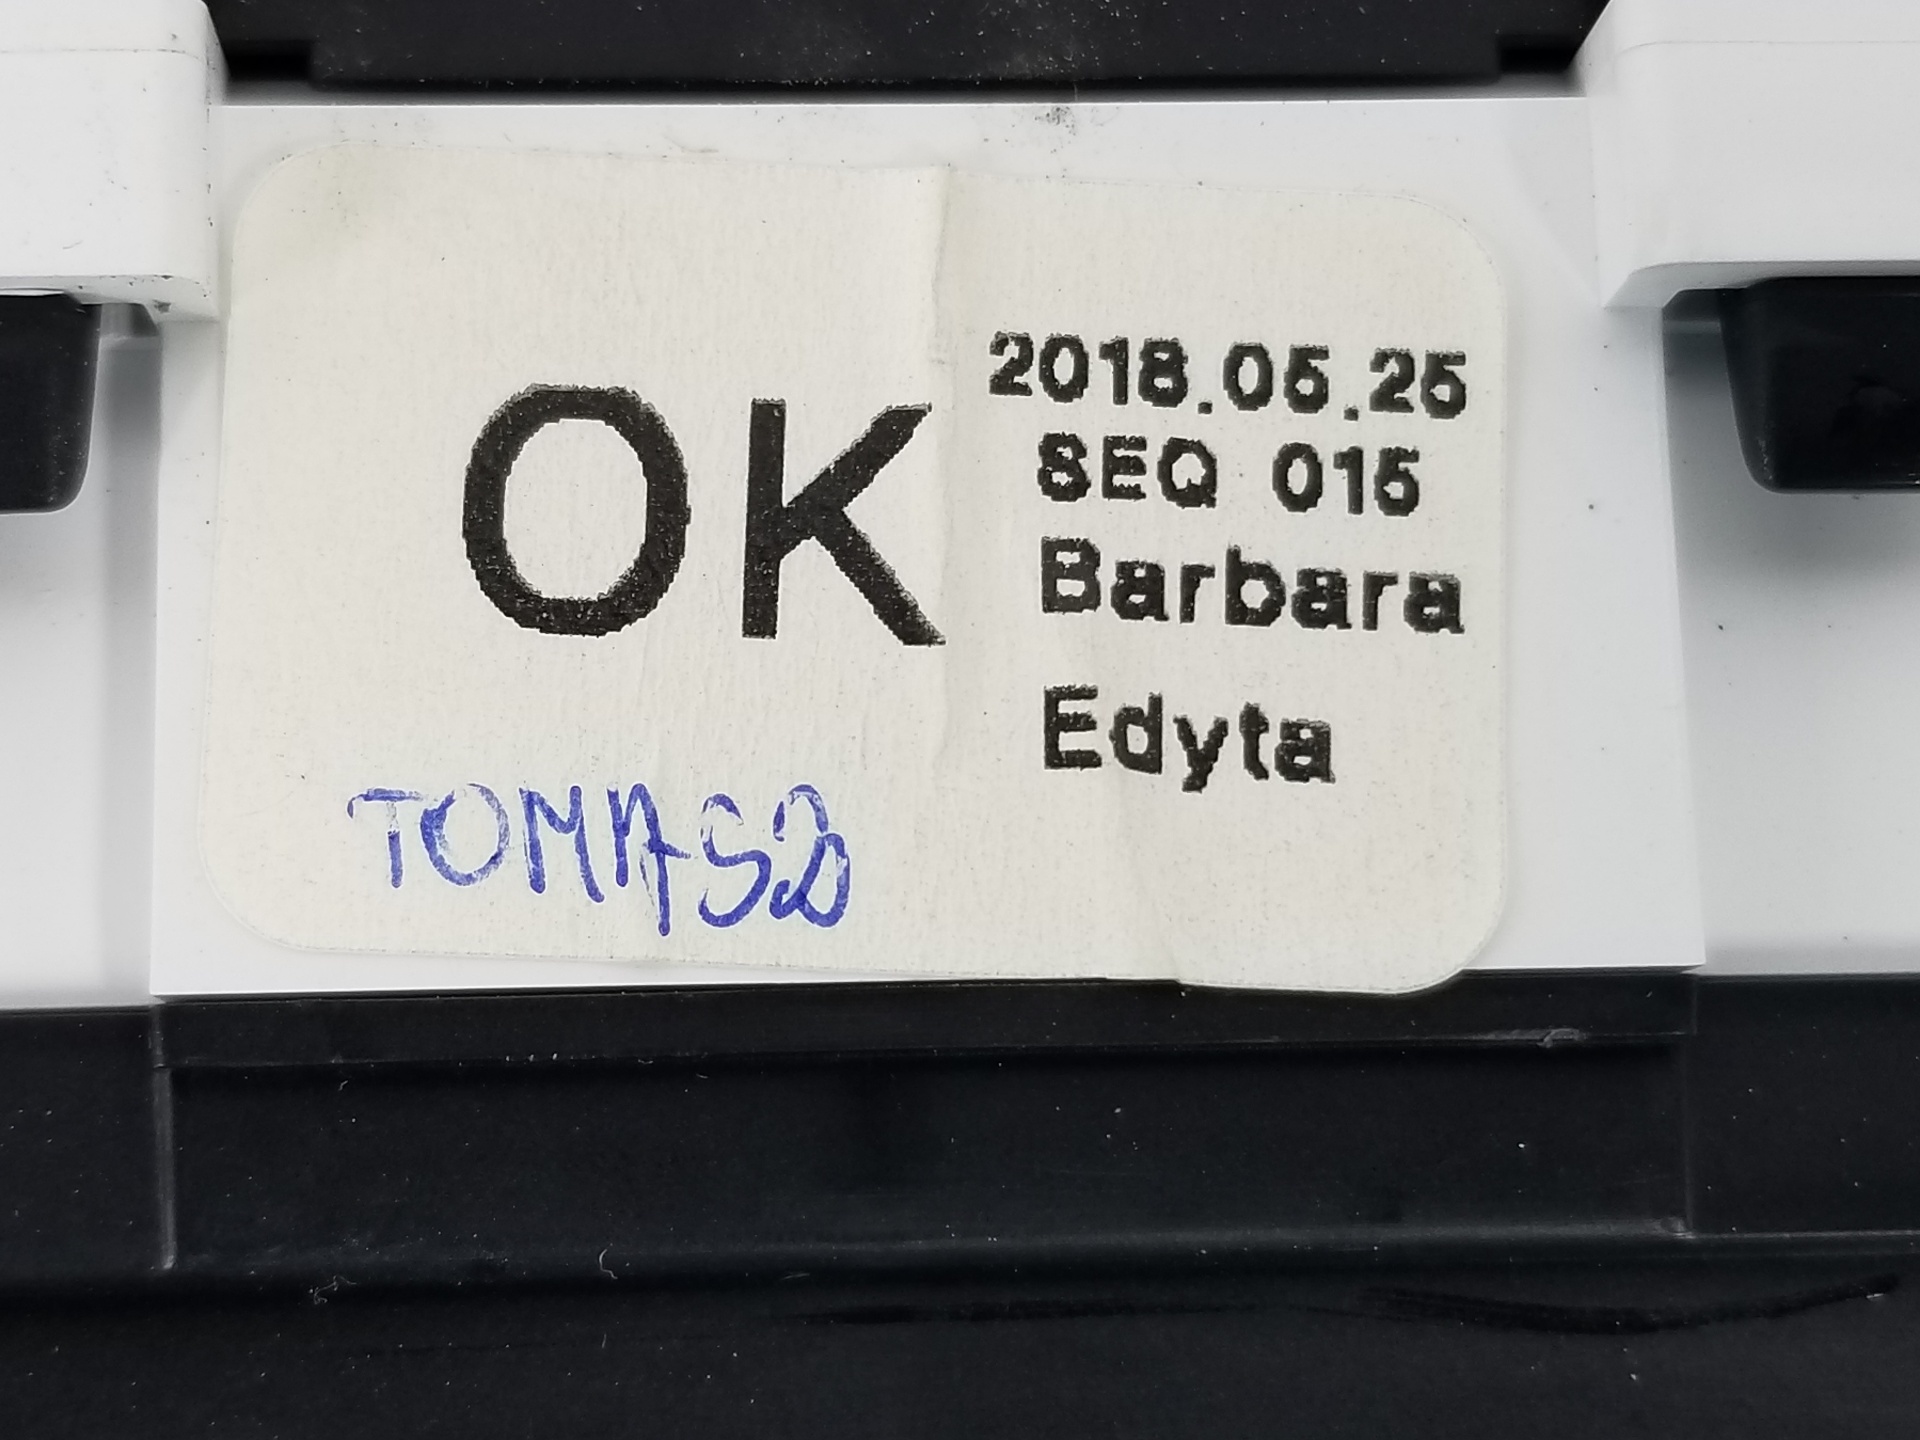 OK
2018.05.25
SEQ 015
Barbara
Edyta
TOMASZ